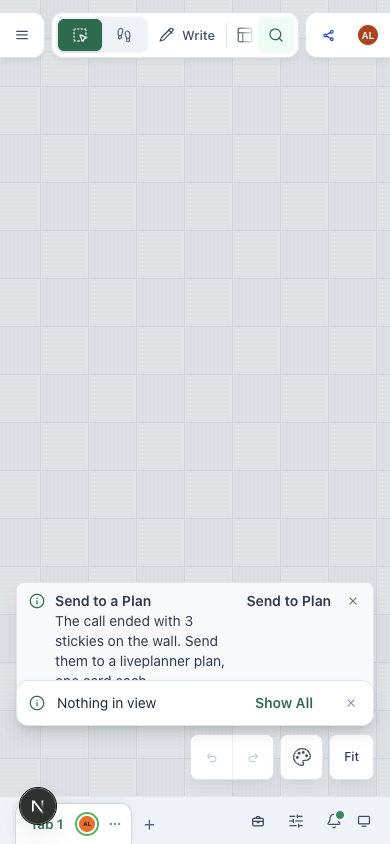 Write
AL
Send to a Plan
Send to Plan
The call ended with 3
stickies on the wall. Send
them to a liveplanner plan,
Nothing in view
Show All
Fit
N
Tab 1
AL